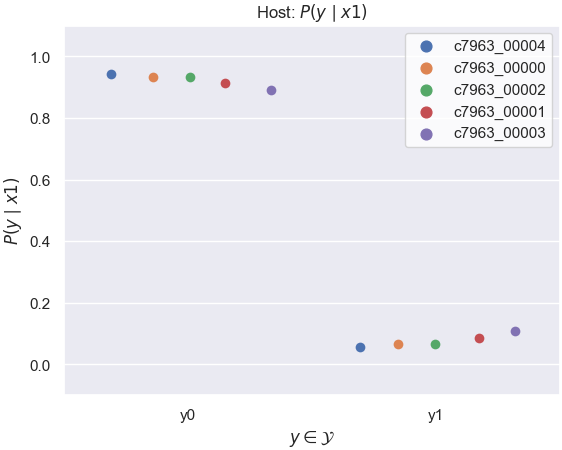 Host: P(y | x1)
c7963_00004
c7963_00000
c7963_00002
c7963_00001
c7963_00003
1.0
0.8
0.6
0.4
0.2
0.0
P(y | x1)
y0 y1
y ∈ 𝒴